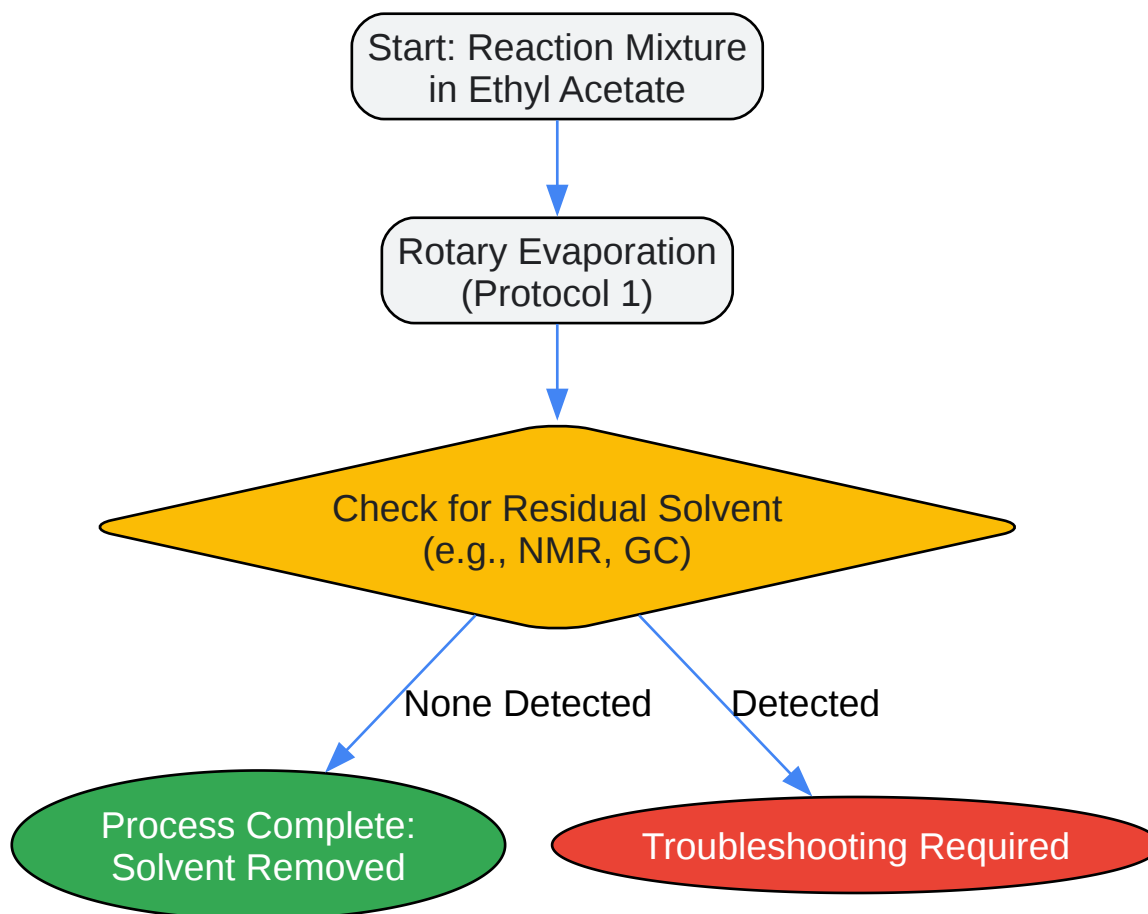 Start: Reaction Mixture
in Ethyl Acetate
Rotary Evaporation
(Protocol 1)
Check for Residual Solvent
(e.g., NMR, GC)
None Detected
Detected
Process Complete:
Solvent Removed
Troubleshooting Required